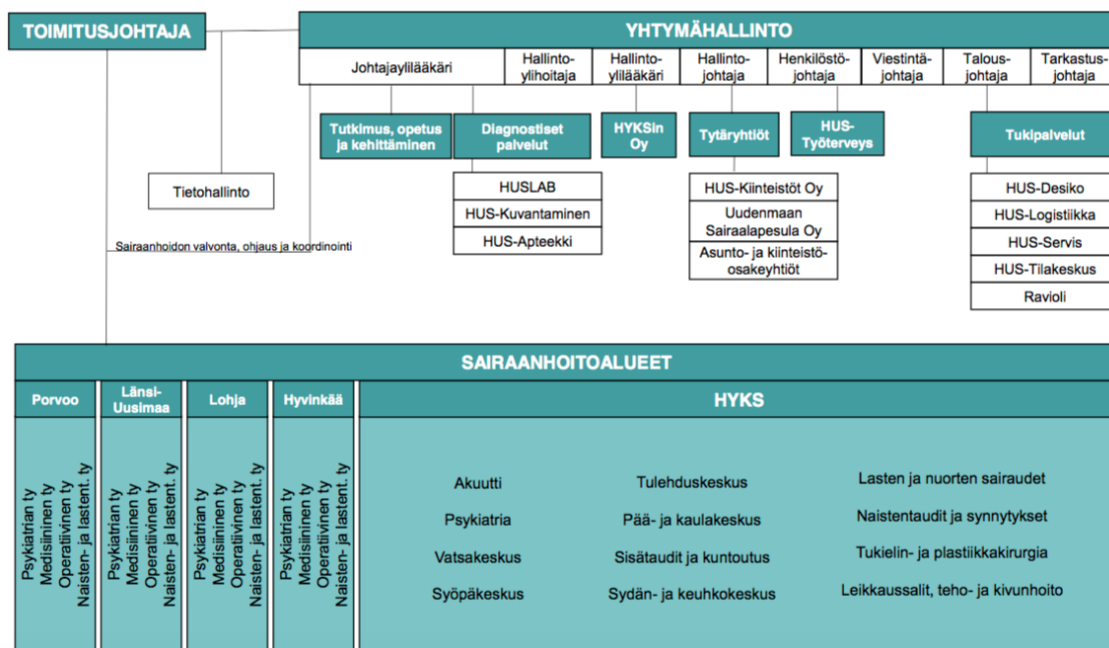 TOIMITUSJOHTAJA
YHTYMÄHALLINTO
Johtajaylilääkäri
Hallinto-
ylihoitaja
Hallinto-
ylilääkäri
Hallinto-
johtaja
Henkilöstö-
johtaja
Viestintä-
johtaja
Talous-
johtaja
Tarkastus-
johtaja
Tutkimus, opetus
ja kehittäminen
Diagnostiset
palvelut
HYKSin
Oy
Tytäryhtiöt
HUS-
Työterveys
Tukipalvelut
Tietohallinto
HUSLAB
HUS-Kuvantaminen
HUS-Apteekki
HUS-Kiinteistöt Oy
Uudenmaan
Sairaalapesula Oy
Asunto- ja kiinteistö-
osakeyhtiöt
HUS-Desiko
HUS-Logistiikka
HUS-Servis
HUS-Tilakeskus
Ravioli
Sairaanhoidon valvonta, ohjaus ja koordinointi
SAIRAANHOITOALUEET
Porvoo
Länsi-
Uusimaa
Lohja
Hyvinkää
HYKS
Psykiatrian ty
Medisiininen ty
Operatiivinen ty
Naisten- ja lastent. ty
Psykiatrian ty
Medisiininen ty
Operatiivinen ty
Naisten- ja lastent. ty
Psykiatrian ty
Medisiininen ty
Operatiivinen ty
Naisten- ja lastent. ty
Psykiatrian ty
Medisiininen ty
Operatiivinen ty
Naisten- ja lastent. ty
Akuutti
Psykiatria
Vatsakeskus
Syöpäkeskus
Tulehduskeskus
Pää- ja kaulakeskus
Sisätaudit ja kuntoutus
Sydän- ja keuhkokeskus
Lasten ja nuorten sairaudet
Naistentaudit ja synnytykset
Tukielin- ja plastiikkakirurgia
Leikkaussalit, teho- ja kivunhoito